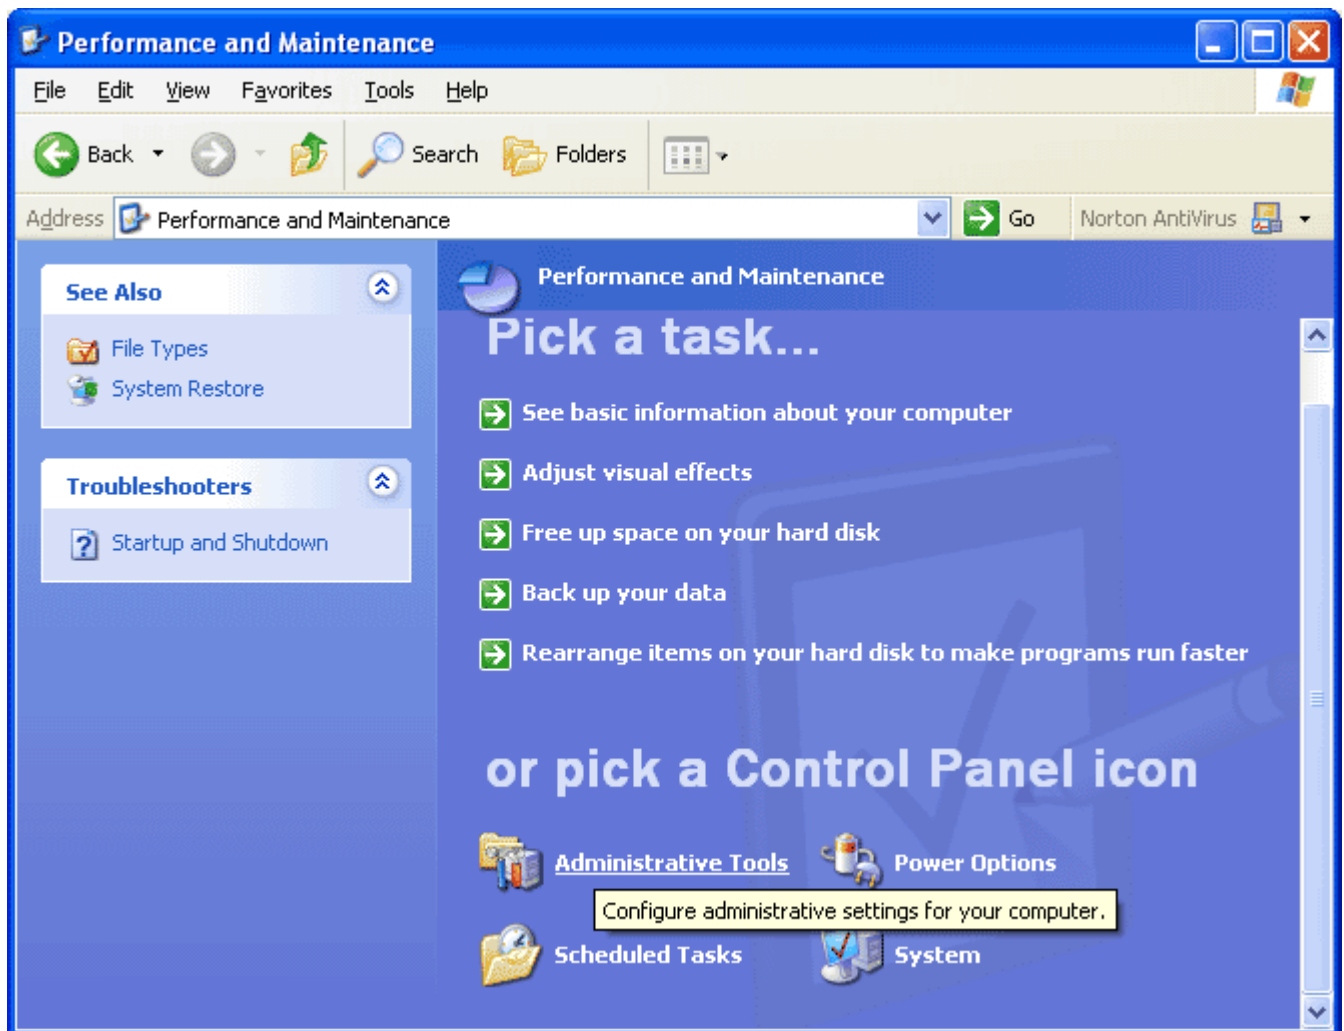 Performance and Maintenance
File Edit View Favorites Tools Help
Back Search Folders
Address Performance and Maintenance Go Norton AntiVirus
See Also
File Types
System Restore
Troubleshooters
Startup and Shutdown
Performance and Maintenance
Pick a task...
See basic information about your computer
Adjust visual effects
Free up space on your hard disk
Back up your data
Rearrange items on your hard disk to make programs run faster
or pick a Control Panel icon
Administrative Tools Power Options
Configure administrative settings for your computer.
Scheduled Tasks System